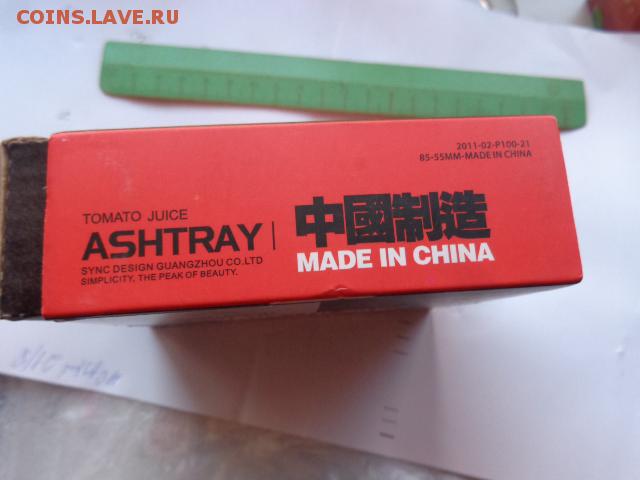 COINS.LAVE.RU
2011-02-P100-21
85-55MM-MADE IN CHINA
TOMATO JUICE
ASHTRAY
SYNC DESIGN GUANGZHOU CO.LTD
SIMPLICITY. THE PEAK OF BEAUTY.
中國制造
MADE IN CHINA